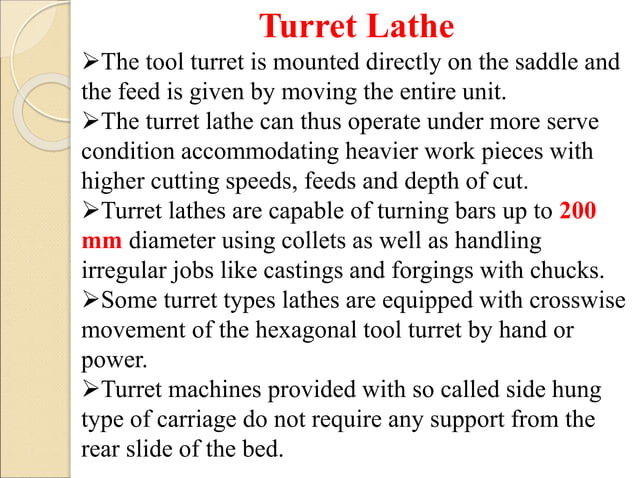 Turret Lathe
➢The tool turret is mounted directly on the saddle and
the feed is given by moving the entire unit.
➢The turret lathe can thus operate under more serve
condition accommodating heavier work pieces with
higher cutting speeds, feeds and depth of cut.
➢Turret lathes are capable of turning bars up to 200
mm diameter using collets as well as handling
irregular jobs like castings and forgings with chucks.
➢Some turret types lathes are equipped with crosswise
movement of the hexagonal tool turret by hand or
power.
➢Turret machines provided with so called side hung
type of carriage do not require any support from the
rear slide of the bed.